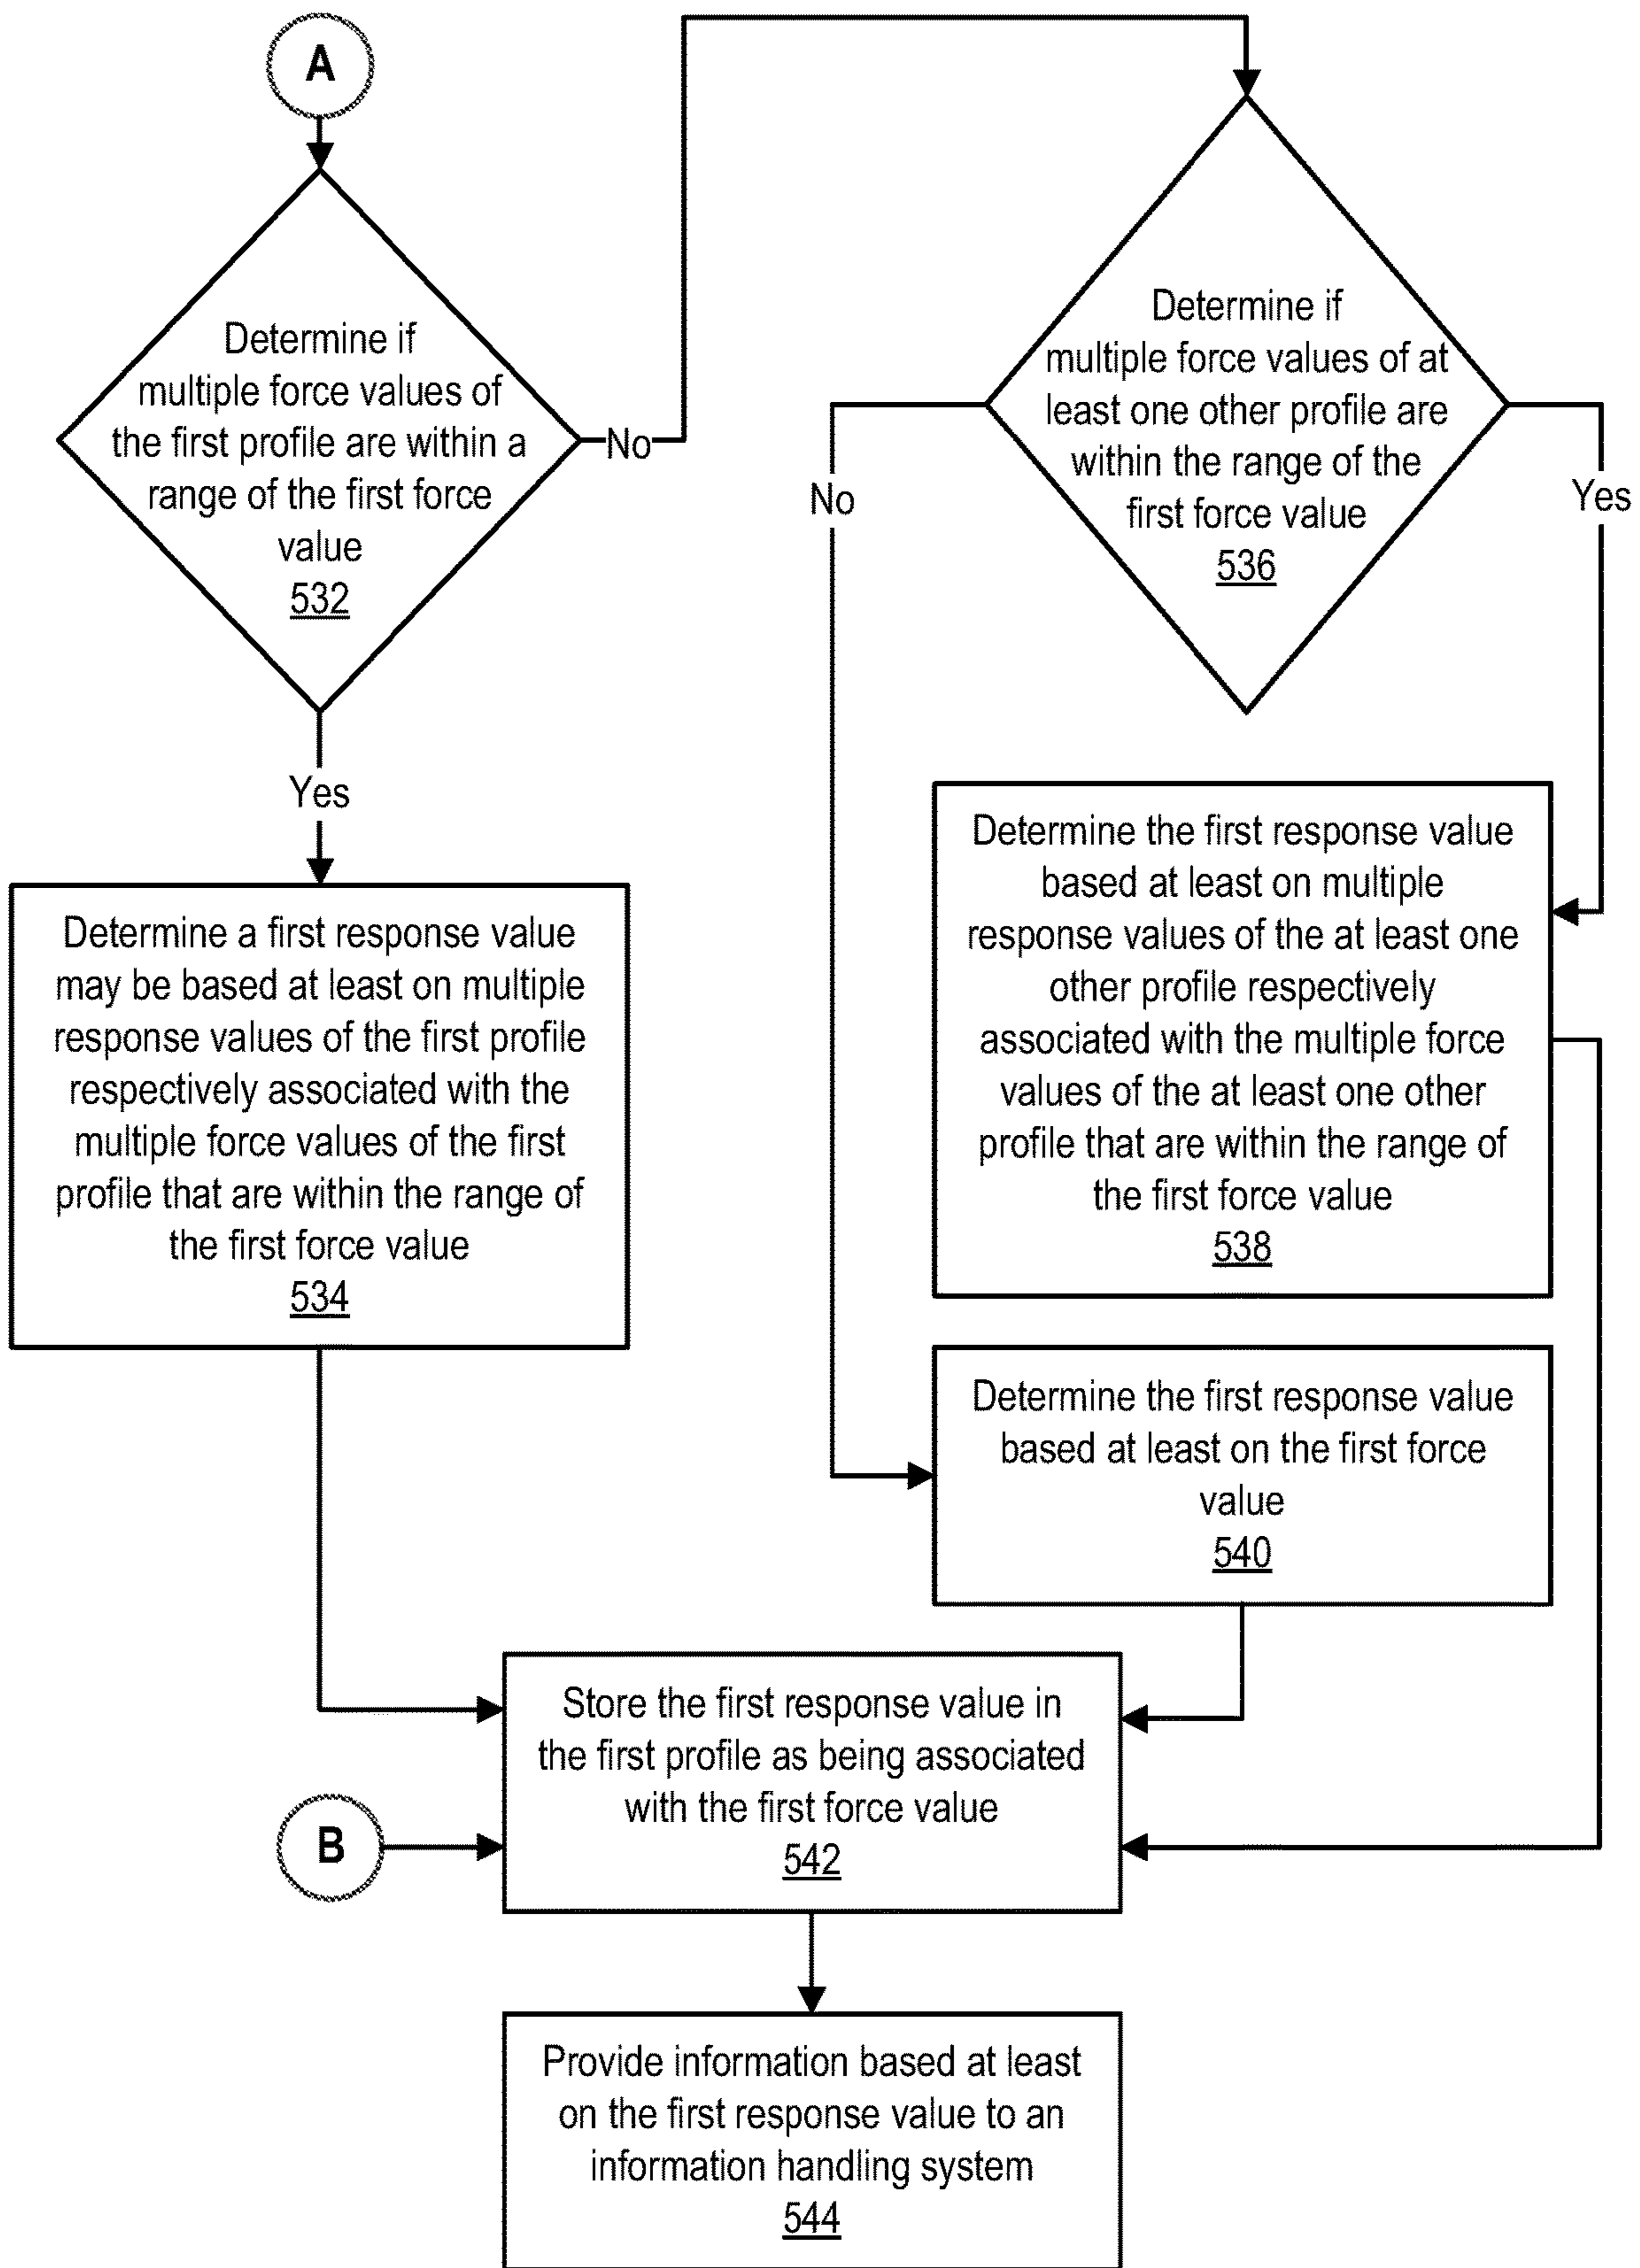 A
Determine if
multiple force values of
the first profile are within a
range of the first force
value
532
No
Yes
Determine a first response value
may be based at least on multiple
response values of the first profile
respectively associated with the
multiple force values of the first
profile that are within the range of
the first force value
534
Determine if
multiple force values of at
least one other profile are
within the range of the
first force value
536
No
Yes
Determine the first response value
based at least on multiple
response values of the at least one
other profile respectively
associated with the multiple force
values of the at least one other
profile that are within the range of
the first force value
538
Determine the first response value
based at least on the first force
value
540
Store the first response value in
the first profile as being associated
with the first force value
542
B
Provide information based at least
on the first response value to an
information handling system
544